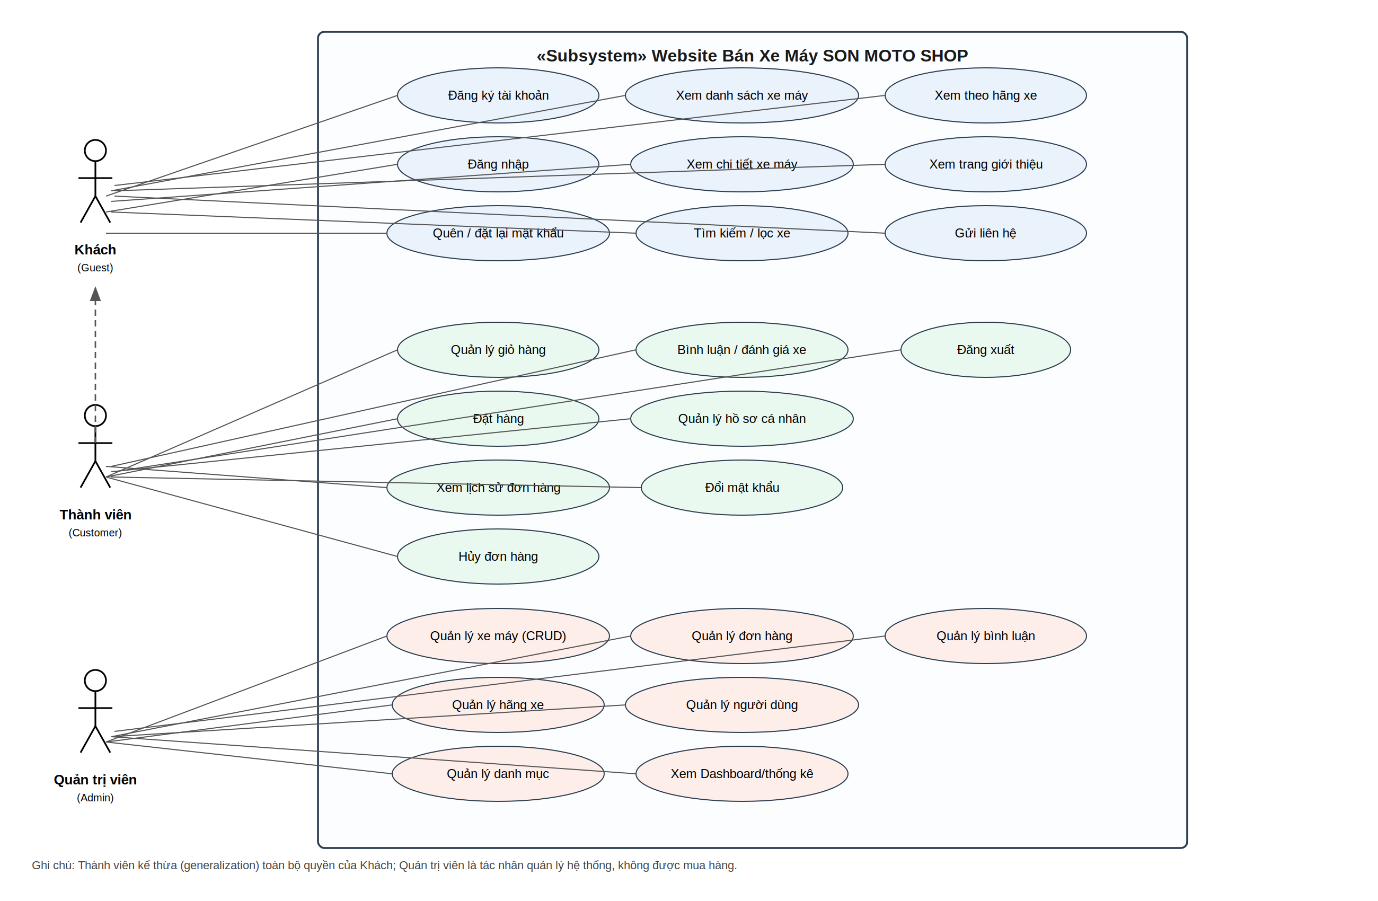 «Subsystem» Website Bán Xe Máy SON MOTO SHOP
Đăng ký tài khoản
Xem danh sách xe máy
Xem theo hãng xe
Đăng nhập
Xem chi tiết xe máy
Xem trang giới thiệu
Quên / đặt lại mật khẩu
Tìm kiếm / lọc xe
Gửi liên hệ
Khách
(Guest)
Quản lý giỏ hàng
Bình luận / đánh giá xe
Đăng xuất
Đặt hàng
Quản lý hồ sơ cá nhân
Xem lịch sử đơn hàng
Đổi mật khẩu
Thành viên
(Customer)
Hủy đơn hàng
Quản lý xe máy (CRUD)
Quản lý đơn hàng
Quản lý bình luận
Quản lý hãng xe
Quản lý người dùng
Quản lý danh mục
Xem Dashboard/thống kê
Quản trị viên
(Admin)
Ghi chú: Thành viên kế thừa (generalization) toàn bộ quyền của Khách; Quản trị viên là tác nhân quản lý hệ thống, không được mua hàng.